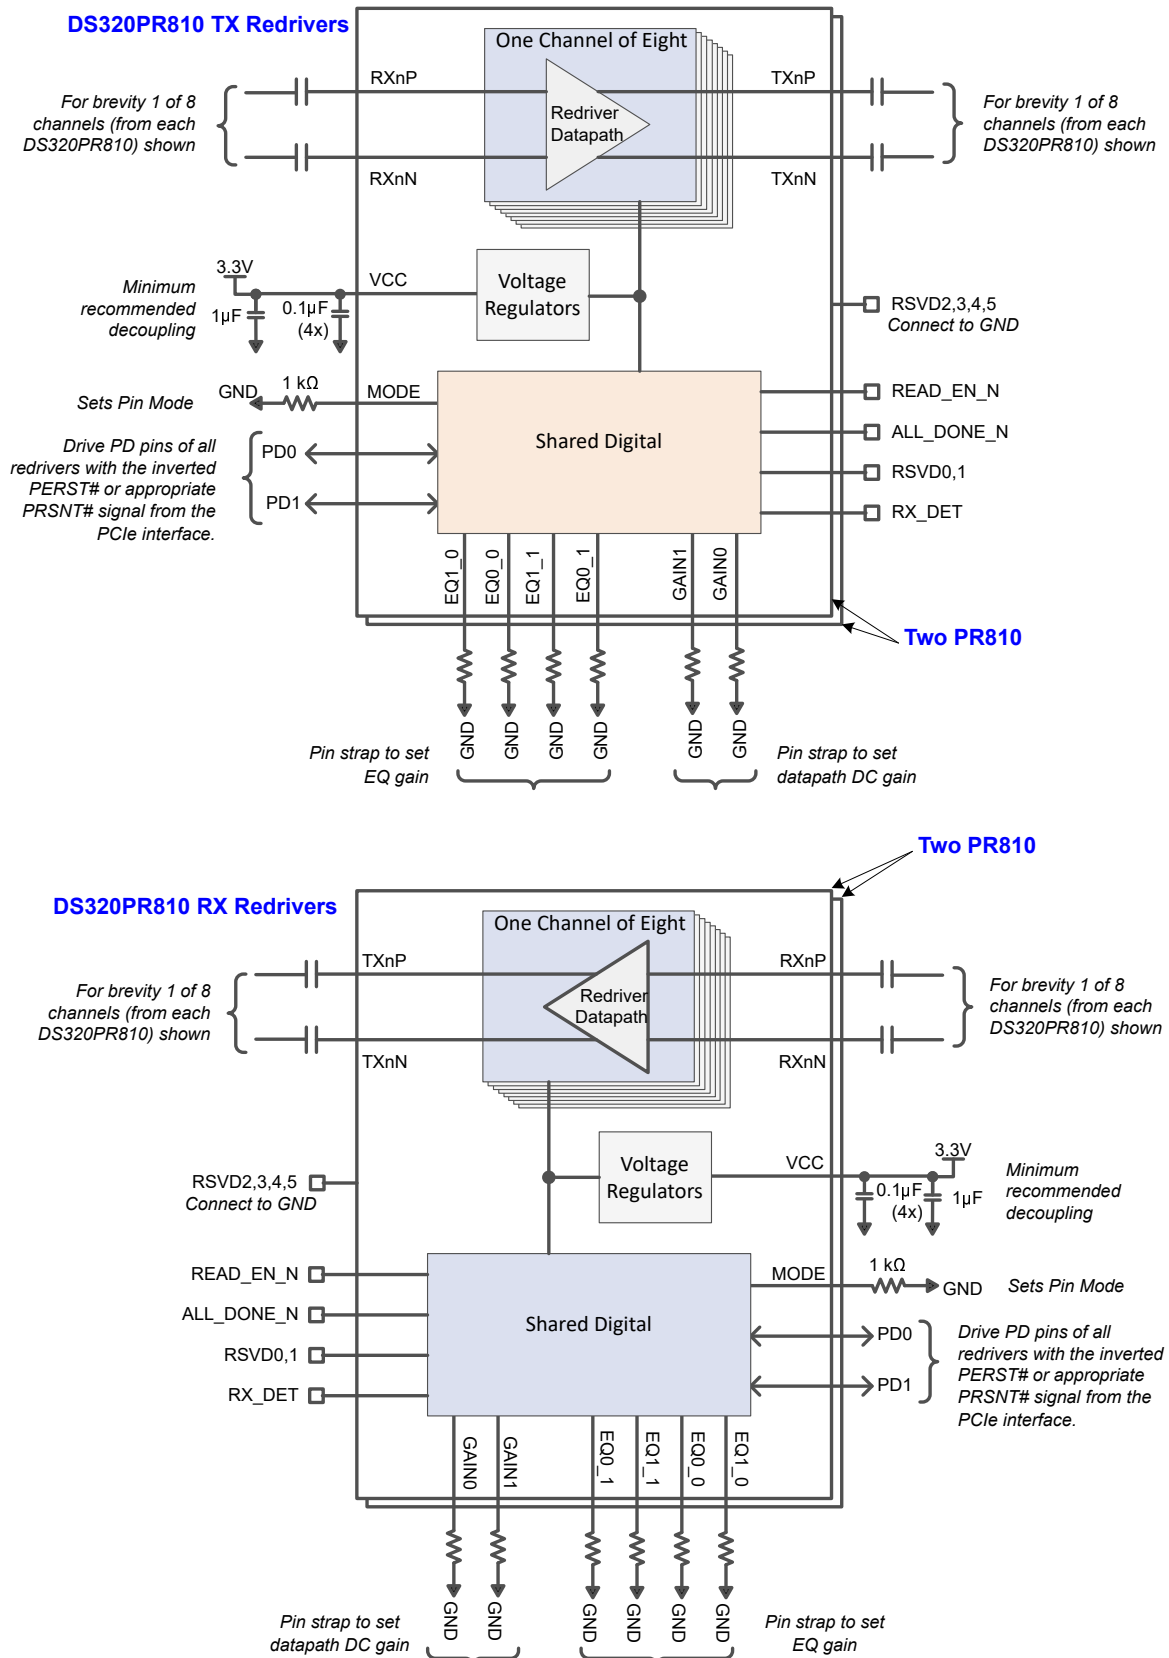 DS320PR810 TX Redrivers
One Channel of Eight
RXnP
TXnP
For brevity 1 of 8
channels (from each
DS320PR810) shown
Redriver
Datapath
For brevity 1 of 8
channels (from each
DS320PR810) shown
RXnN
TXnN
Minimum
recommended
decoupling
3.3V
1μF
0.1μF
(4x)
VCC
Voltage
Regulators
RSVD2,3,4,5
Connect to GND
Sets Pin Mode
GND
1 kΩ
MODE
Shared Digital
READ_EN_N
ALL_DONE_N
RSVD0,1
RX_DET
Drive PD pins of all
redrivers with the inverted
PERST# or appropriate
PRSNT# signal from the
PCIe interface.
PD0
PD1
EQ1_0
EQ0_0
EQ1_1
EQ0_1
GAIN1
GAIN0
Two PR810
GND
GND
GND
GND
GND
GND
Pin strap to set
EQ gain
Pin strap to set
datapath DC gain
Two PR810
DS320PR810 RX Redrivers
One Channel of Eight
TXnP
RXnP
For brevity 1 of 8
channels (from each
DS320PR810) shown
Redriver
Datapath
For brevity 1 of 8
channels (from each
DS320PR810) shown
TXnN
RXnN
RSVD2,3,4,5
Connect to GND
Voltage
Regulators
VCC
3.3V
0.1μF
(4x)
1μF
Minimum
recommended
decoupling
READ_EN_N
ALL_DONE_N
RSVD0,1
RX_DET
Shared Digital
MODE
1 kΩ
GND
Sets Pin Mode
PD0
PD1
Drive PD pins of all
redrivers with the inverted
PERST# or appropriate
PRSNT# signal from the
PCIe interface.
GAIN0
GAIN1
EQ0_1
EQ1_1
EQ0_0
EQ1_0
GND
GND
GND
GND
GND
GND
Pin strap to set
datapath DC gain
Pin strap to set
EQ gain